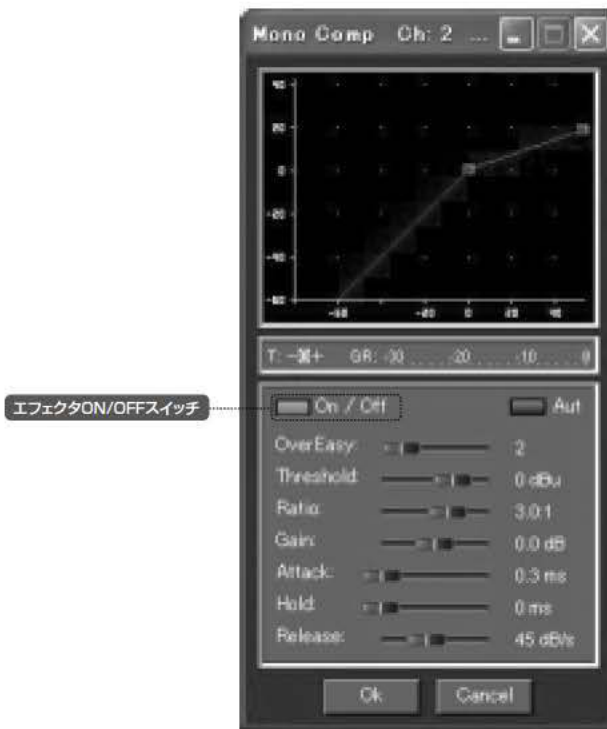 Mono Comp Ch: 2 ...
40
20
0
-20
-40
-60
-60 -20 0 20 40
T: -※+ GR: -30 -20 -10 0
エフェクタON/OFFスイッチ
On / Off Aut
OverEasy: 2
Threshold: 0 dBu
Ratio: 3.0:1
Gain: 0.0 dB
Attack: 0.3 ms
Hold: 0 ms
Release: 45 dB/s
Ok Cancel